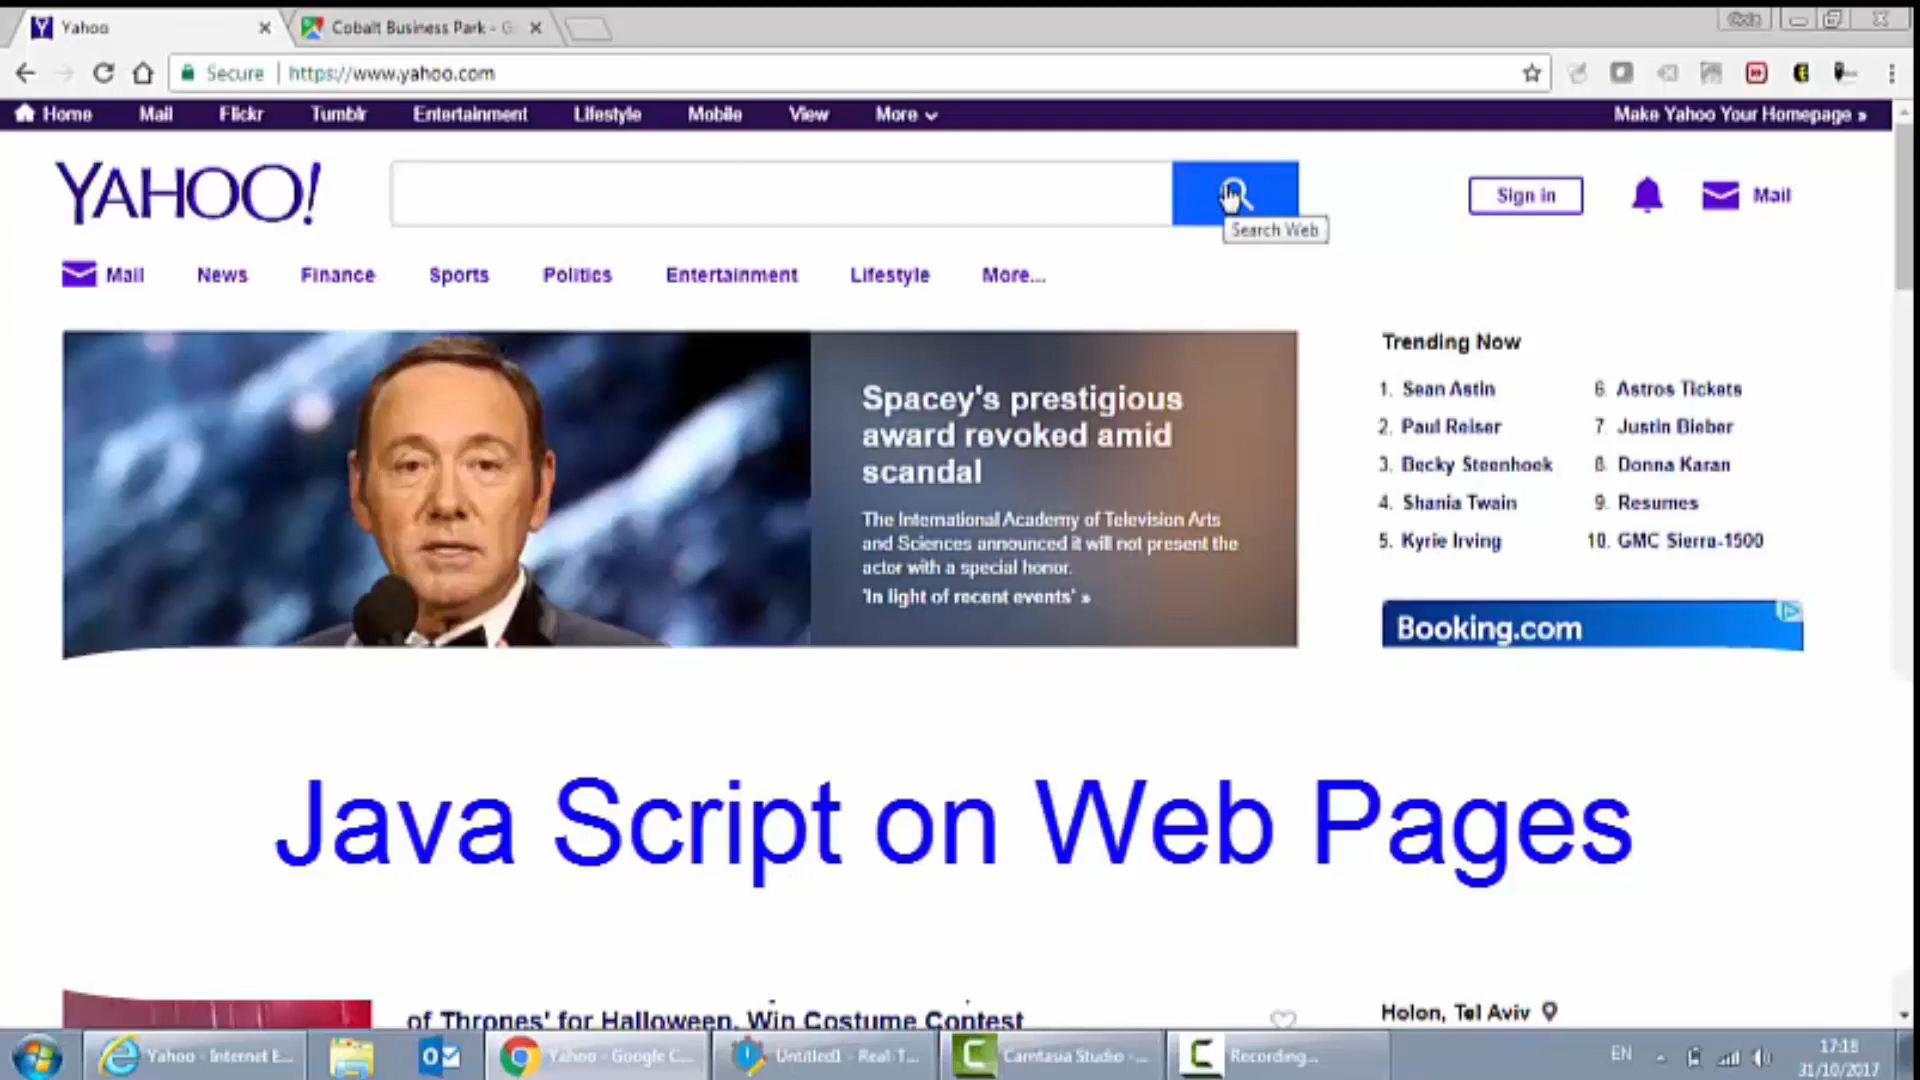 Yahoo
Cobalt Business Park - G
Secure
https://www.yahoo.com
Home Mail Flickr Tumblr Entertainment Lifestyle Mobile View More
Make Yahoo Your Homepage »
YAHOO!
Search Web
Sign in
Mail
Mail News Finance Sports Politics Entertainment Lifestyle More...
Spacey's prestigious
award revoked amid
scandal
The International Academy of Television Arts
and Sciences announced it will not present the
actor with a special honor.
'In light of recent events' »
Trending Now
1. Sean Astin
2. Paul Reiser
3. Becky Steenhoek
4. Shania Twain
5. Kyrie Irving
6. Astros Tickets
7. Justin Bieber
8. Donna Karan
9. Resumes
10. GMC Sierra-1500
Booking.com
Java Script on Web Pages
of Thrones' for Halloween, Win Costume Contest
Holon, Tel Aviv
Yahoo - Internet E...
Yahoo - Google C...
Untitled1 - Real T...
Camtasia Studio -...
Recording...
EN
17:18
31/10/2017